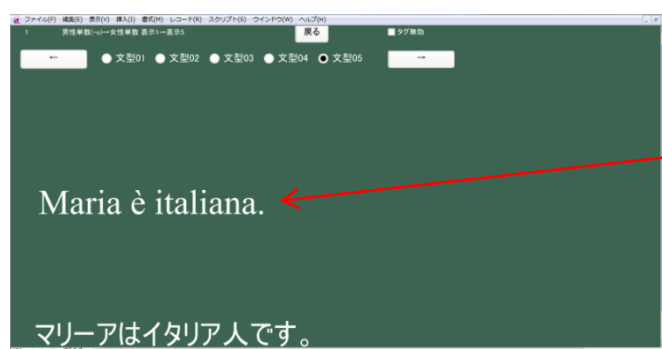 ファイル(F) 編集(E) 表示(V) 挿入(I) 書式(M) レコード(R) スクリプト(S) ウインドウ(W) ヘルプ(H)
1 男性単数(-o)→女性単数 表示1→表示5 戻る タグ無効
← 文型01 文型02 文型03 文型04 文型05 →
Maria è italiana.
マリーアはイタリア人です。